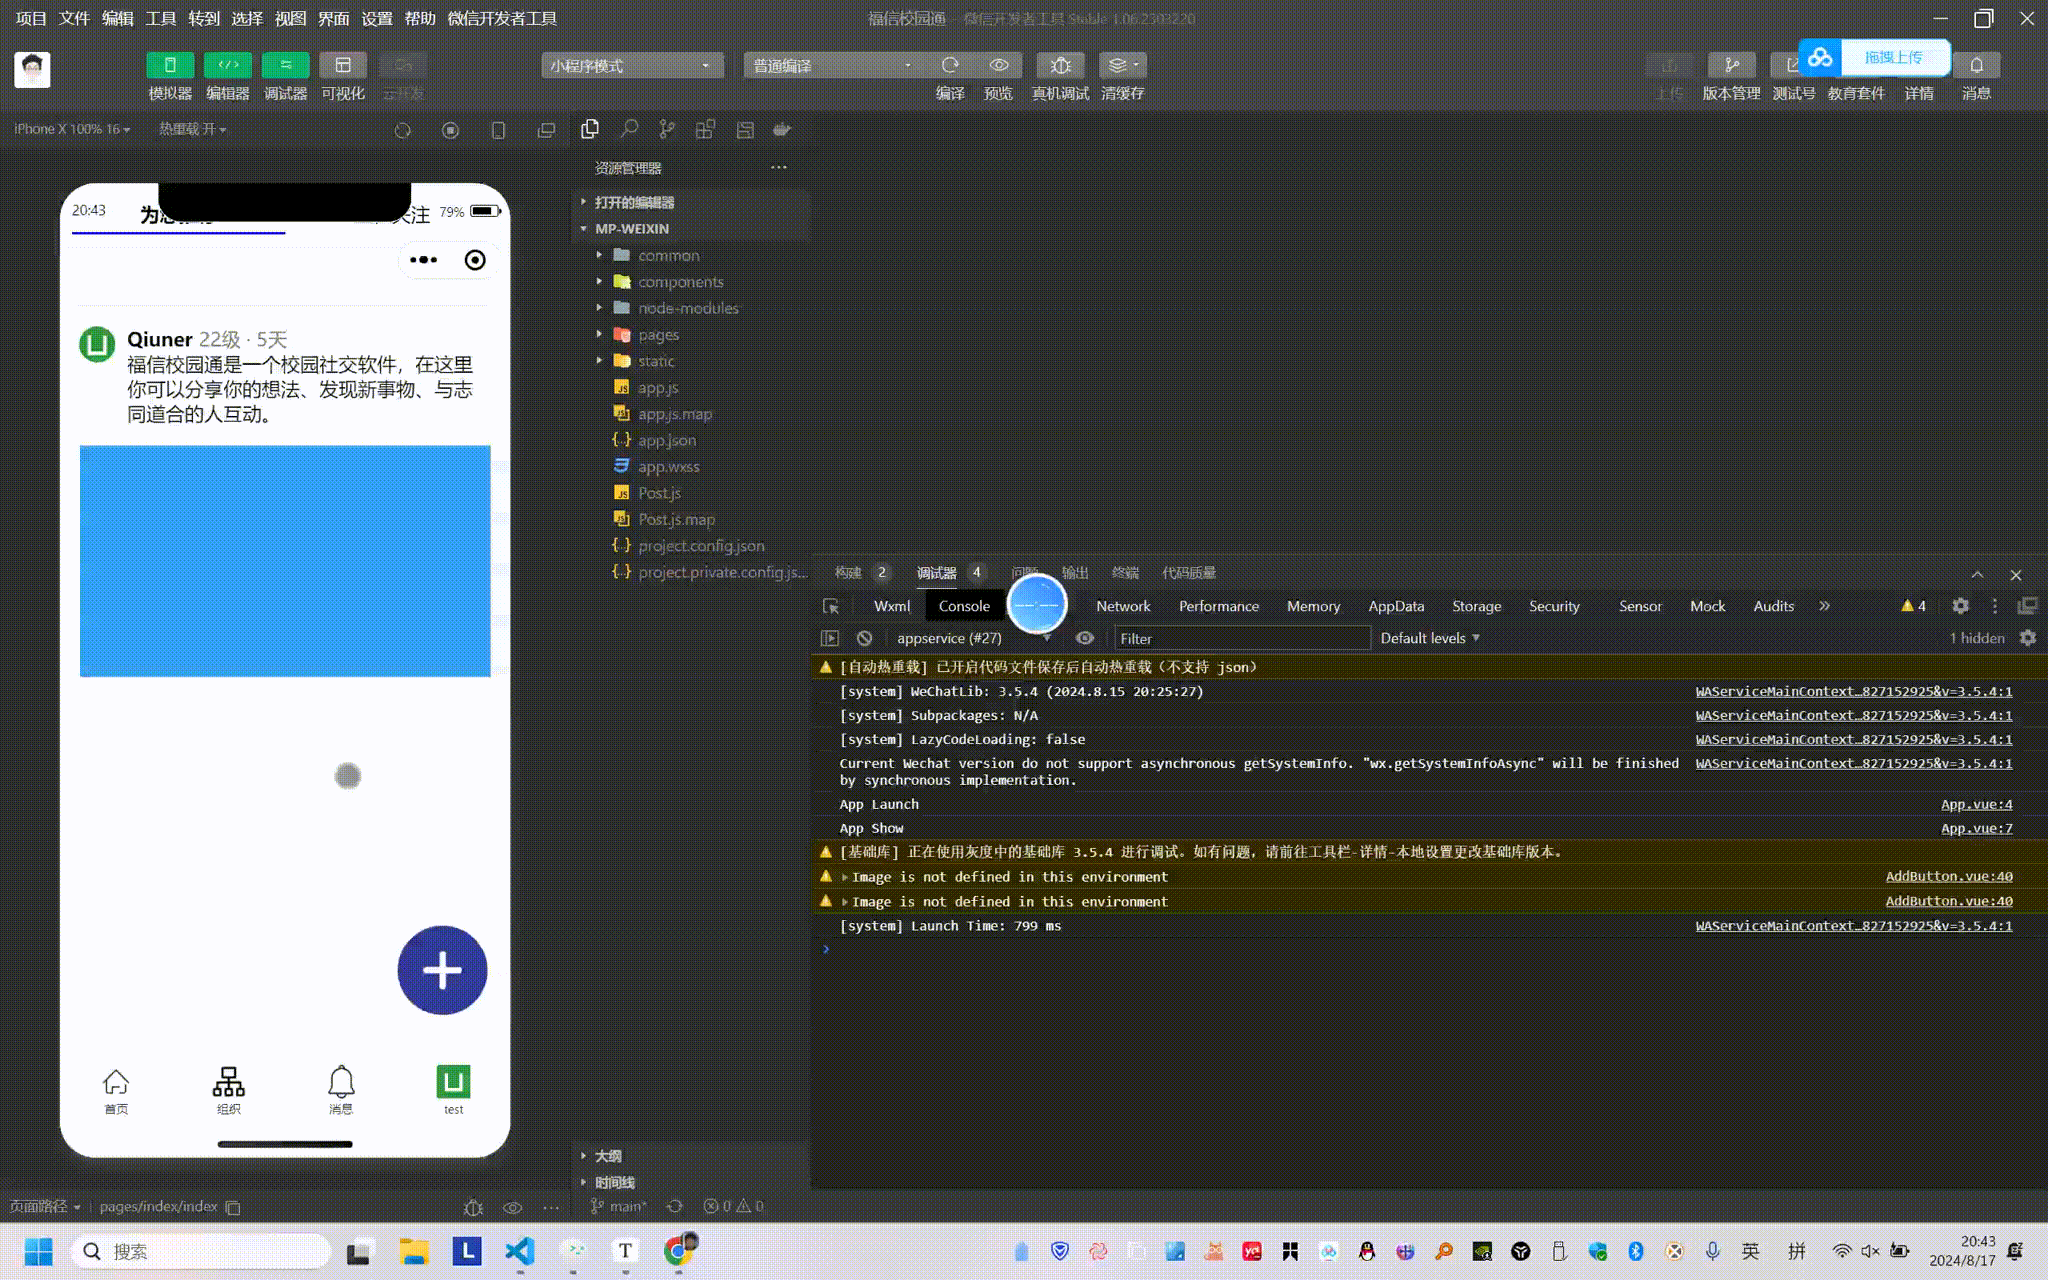 项目 文件 编辑 工具 转到 选择 视图 界面 设置 帮助 微信开发者工具
福信校园通 - 微信开发者工具 Stable 1.06.2303220
小程序模式
普通编译
拖拽上传
模拟器 编辑器 调试器 可视化 云开发
编译 预览 真机调试 清缓存
上传 版本管理 测试号 教育套件 详情 消息
iPhone X 100% 16
热重载 开
资源管理器
打开的编辑器
MP-WEIXIN
common
components
node-modules
pages
static
app.js
app.js.map
app.json
app.wxss
Post.js
Post.js.map
project.config.json
project.private.config.js...
大纲
时间线
20:43
关注
79%
Qiuner 22级 · 5天
福信校园通是一个校园社交软件，在这里
你可以分享你的想法、发现新事物、与志
同道合的人互动。
首页 组织 消息 test
构建 2 调试器 4 问题 输出 终端 代码质量
Wxml Console Network Performance Memory AppData Storage Security Sensor Mock Audits 4
appservice (#27) Filter Default levels 1 hidden
[自动热重载] 已开启代码文件保存后自动热重载（不支持 json）
[system] WeChatLib: 3.5.4 (2024.8.15 20:25:27) WAServiceMainContext…827152925&v=3.5.4:1
[system] Subpackages: N/A WAServiceMainContext…827152925&v=3.5.4:1
[system] LazyCodeLoading: false WAServiceMainContext…827152925&v=3.5.4:1
Current Wechat version do not support asynchronous getSystemInfo. "wx.getSystemInfoAsync" will be finished WAServiceMainContext…827152925&v=3.5.4:1
by synchronous implementation.
App Launch App.vue:4
App Show App.vue:7
[基础库] 正在使用灰度中的基础库 3.5.4 进行调试。如有问题，请前往工具栏-详情-本地设置更改基础库版本。
Image is not defined in this environment AddButton.vue:40
Image is not defined in this environment AddButton.vue:40
[system] Launch Time: 799 ms WAServiceMainContext…827152925&v=3.5.4:1
页面路径 | pages/index/index
main* 0 0
搜索
英 拼
20:43
2024/8/17